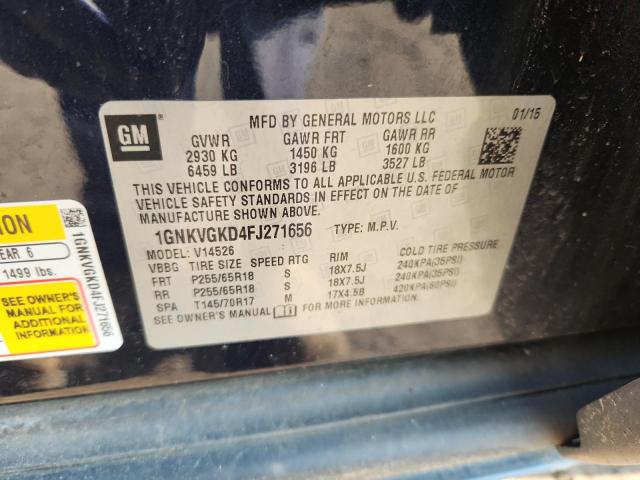 GM
MFD BY GENERAL MOTORS LLC
01/15
GVWR GAWR FRT GAWR RR
2930 KG 1450 KG 1600 KG
6459 LB 3196 LB 3527 LB
THIS VEHICLE CONFORMS TO ALL APPLICABLE U.S. FEDERAL MOTOR
VEHICLE SAFETY STANDARDS IN EFFECT ON THE DATE OF
MANUFACTURE SHOWN ABOVE.
1GNKVGKD4FJ271656 TYPE: M.P.V.
MODEL: V14526
VBBG TIRE SIZE SPEED RTG RIM COLD TIRE PRESSURE
FRT P255/65R18 S 18X7.5J 240KPA(35PSI)
RR P255/65R18 S 18X7.5J 240KPA(35PSI)
SPA T145/70R17 M 17X4.5B 420KPA(60PSI)
SEE OWNER'S MANUAL FOR MORE INFORMATION.
ION
EAR 6
1499 lbs.
SEE OWNER'S
MANUAL FOR
ADDITIONAL
INFORMATION
1GNKVGKD4FJ271656